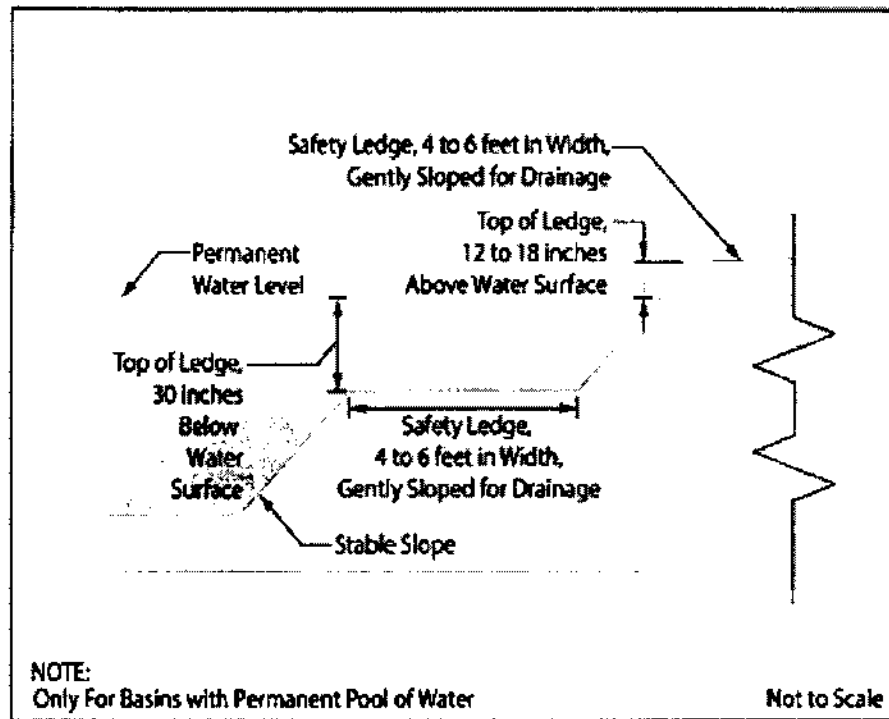 Safety Ledge, 4 to 6 feet in Width,
Gently Sloped for Drainage
Top of Ledge,
12 to 18 inches
Above Water Surface
Permanent
Water Level
Top of Ledge,
30 inches
Below
Water
Surface
Safety Ledge,
4 to 6 feet in Width,
Gently Sloped for Drainage
Stable Slope
NOTE:
Only For Basins with Permanent Pool of Water
Not to Scale